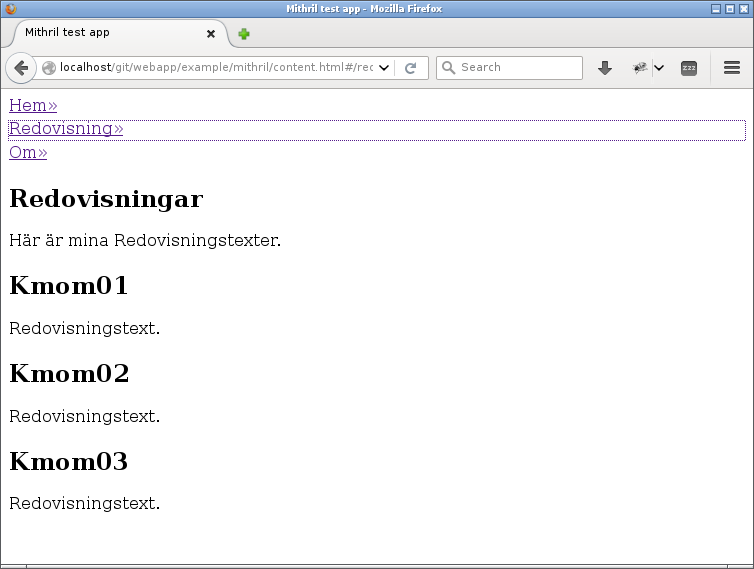 Mithril test app - Mozilla Firefox
Mithril test app
localhost/git/webapp/example/mithril/content.html#/rec
Search
zzz
Hem»
Redovisning»
Om»
Redovisningar
Här är mina Redovisningstexter.
Kmom01
Redovisningstext.
Kmom02
Redovisningstext.
Kmom03
Redovisningstext.